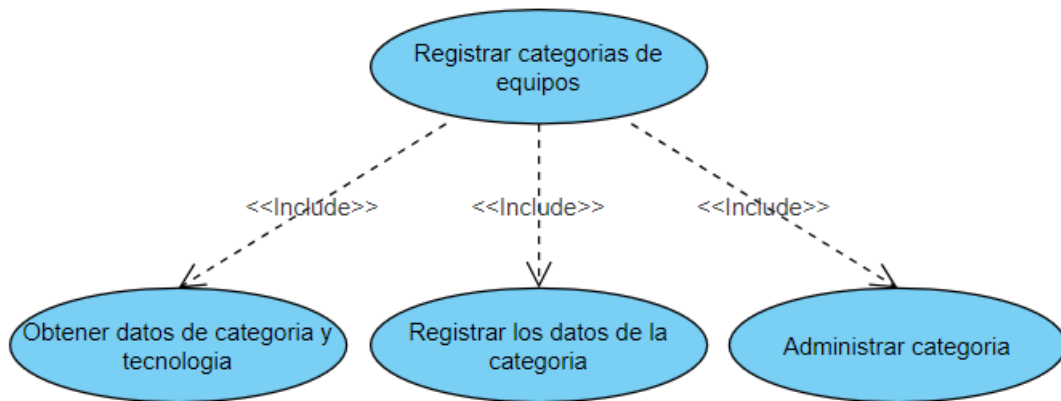 Registrar categorias de
equipos
<<Include>>
<<Include>>
<<Include>>
Obtener datos de categoria y
tecnologia
Registrar los datos de la
categoria
Administrar categoria